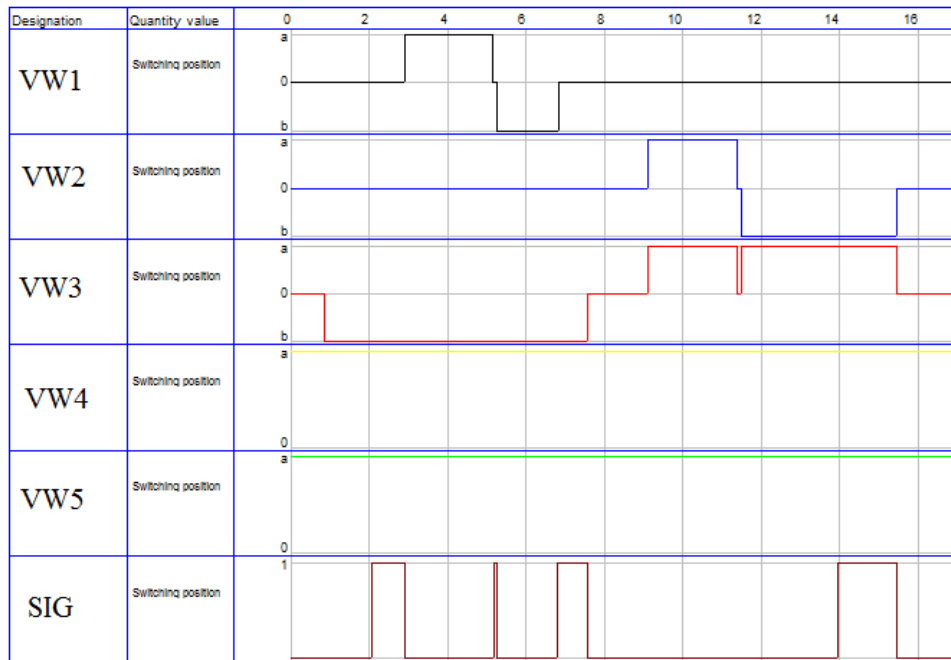 Designation Quantity value 0 2 4 6 8 10 12 14 16
a
VW1 Switching position
0
b
a
VW2 Switching position
0
b
a
VW3 Switching position
0
b
a
VW4 Switching position
0
a
VW5 Switching position
0
1
SIG Switching position